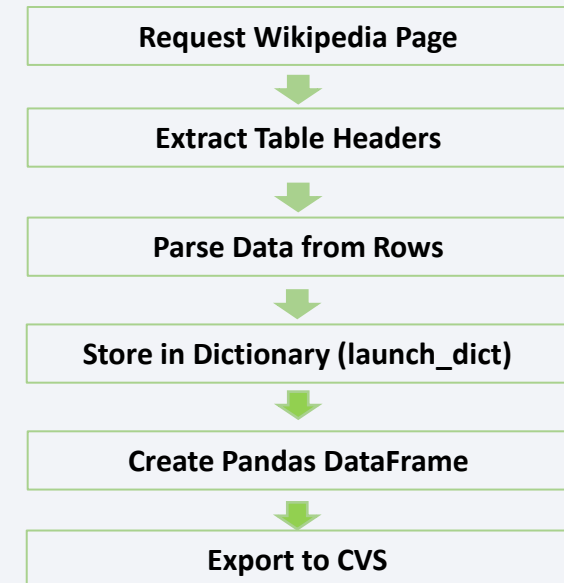 Request Wikipedia Page
Extract Table Headers
Parse Data from Rows
Store in Dictionary (launch_dict)
Create Pandas DataFrame
Export to CVS